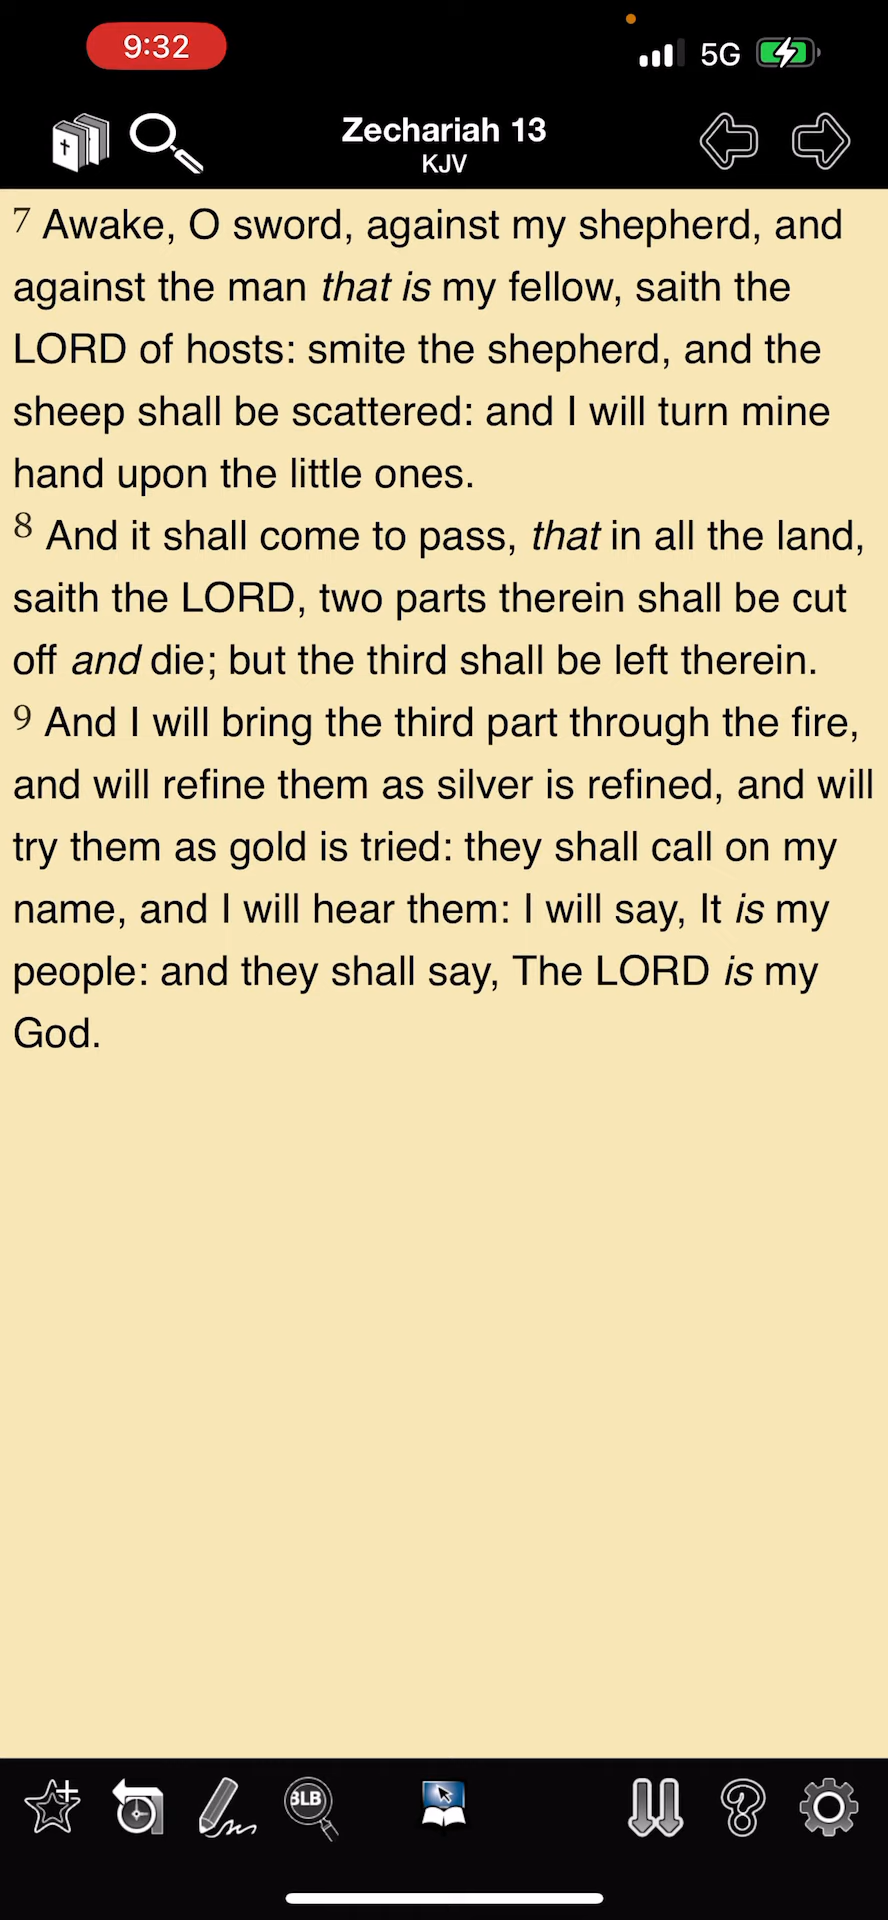 9:32
5G
Zechariah 13
KJV
7 Awake, O sword, against my shepherd, and
against the man that is my fellow, saith the
LORD of hosts: smite the shepherd, and the
sheep shall be scattered: and I will turn mine
hand upon the little ones.
8 And it shall come to pass, that in all the land,
saith the LORD, two parts therein shall be cut
off and die; but the third shall be left therein.
9 And I will bring the third part through the fire,
and will refine them as silver is refined, and will
try them as gold is tried: they shall call on my
name, and I will hear them: I will say, It is my
people: and they shall say, The LORD is my
God.
BLB